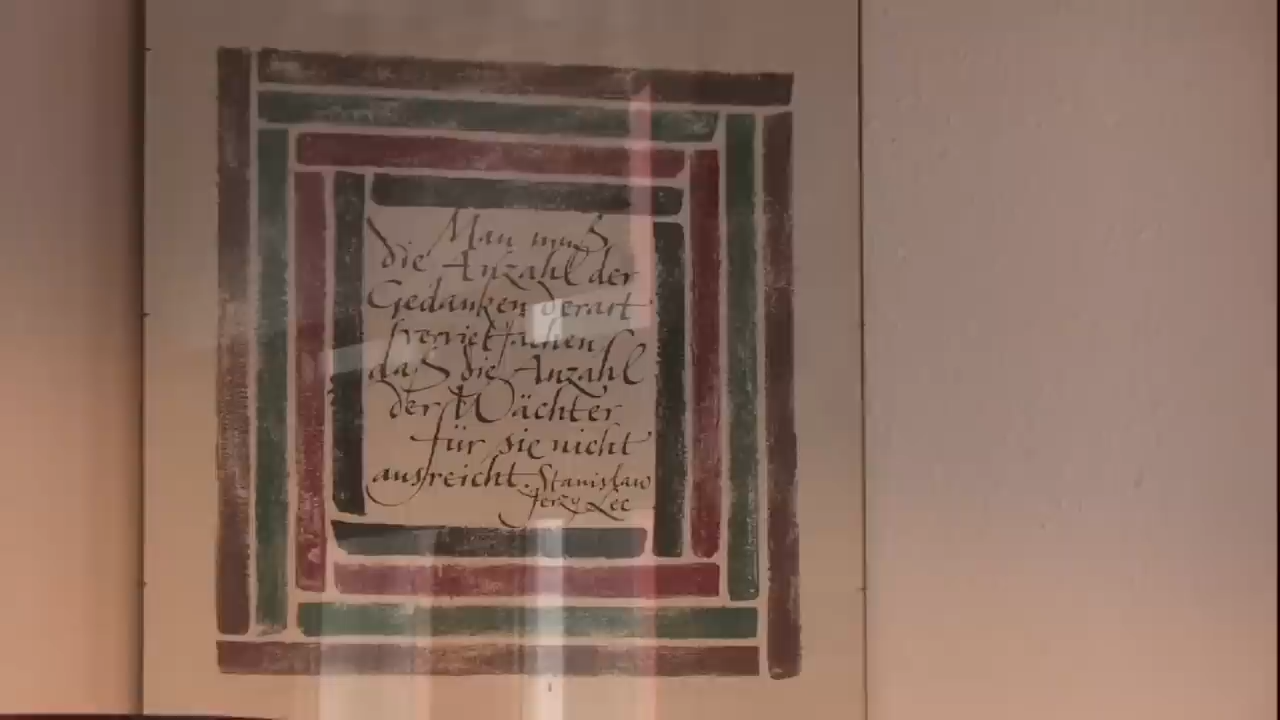 Man muß
die Anzahl der
Gedanken derart
vervielfachen,
daß die Anzahl
der Wächter
für sie nicht
ausreicht. Stanisław
Jerzy Lec